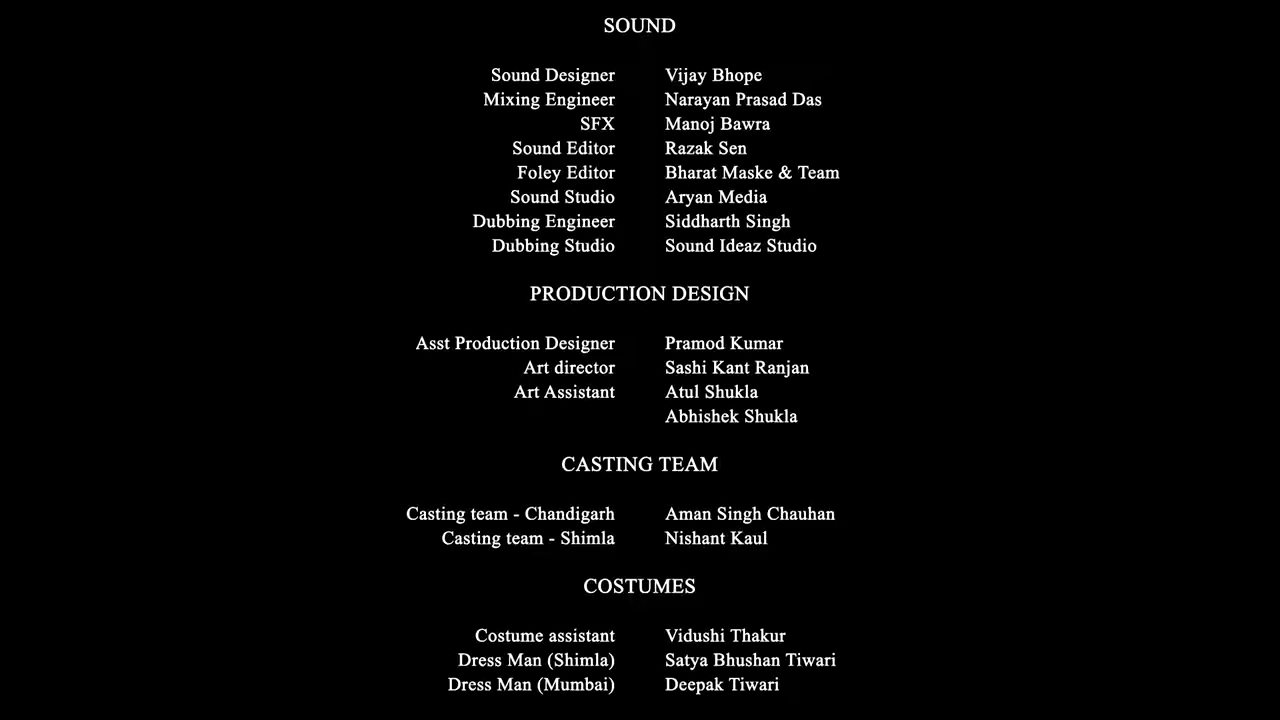 SOUND
Sound Designer Vijay Bhope
Mixing Engineer Narayan Prasad Das
SFX Manoj Bawra
Sound Editor Razak Sen
Foley Editor Bharat Maske & Team
Sound Studio Aryan Media
Dubbing Engineer Siddharth Singh
Dubbing Studio Sound Ideaz Studio
PRODUCTION DESIGN
Asst Production Designer Pramod Kumar
Art director Sashi Kant Ranjan
Art Assistant Atul Shukla
Abhishek Shukla
CASTING TEAM
Casting team - Chandigarh Aman Singh Chauhan
Casting team - Shimla Nishant Kaul
COSTUMES
Costume assistant Vidushi Thakur
Dress Man (Shimla) Satya Bhushan Tiwari
Dress Man (Mumbai) Deepak Tiwari